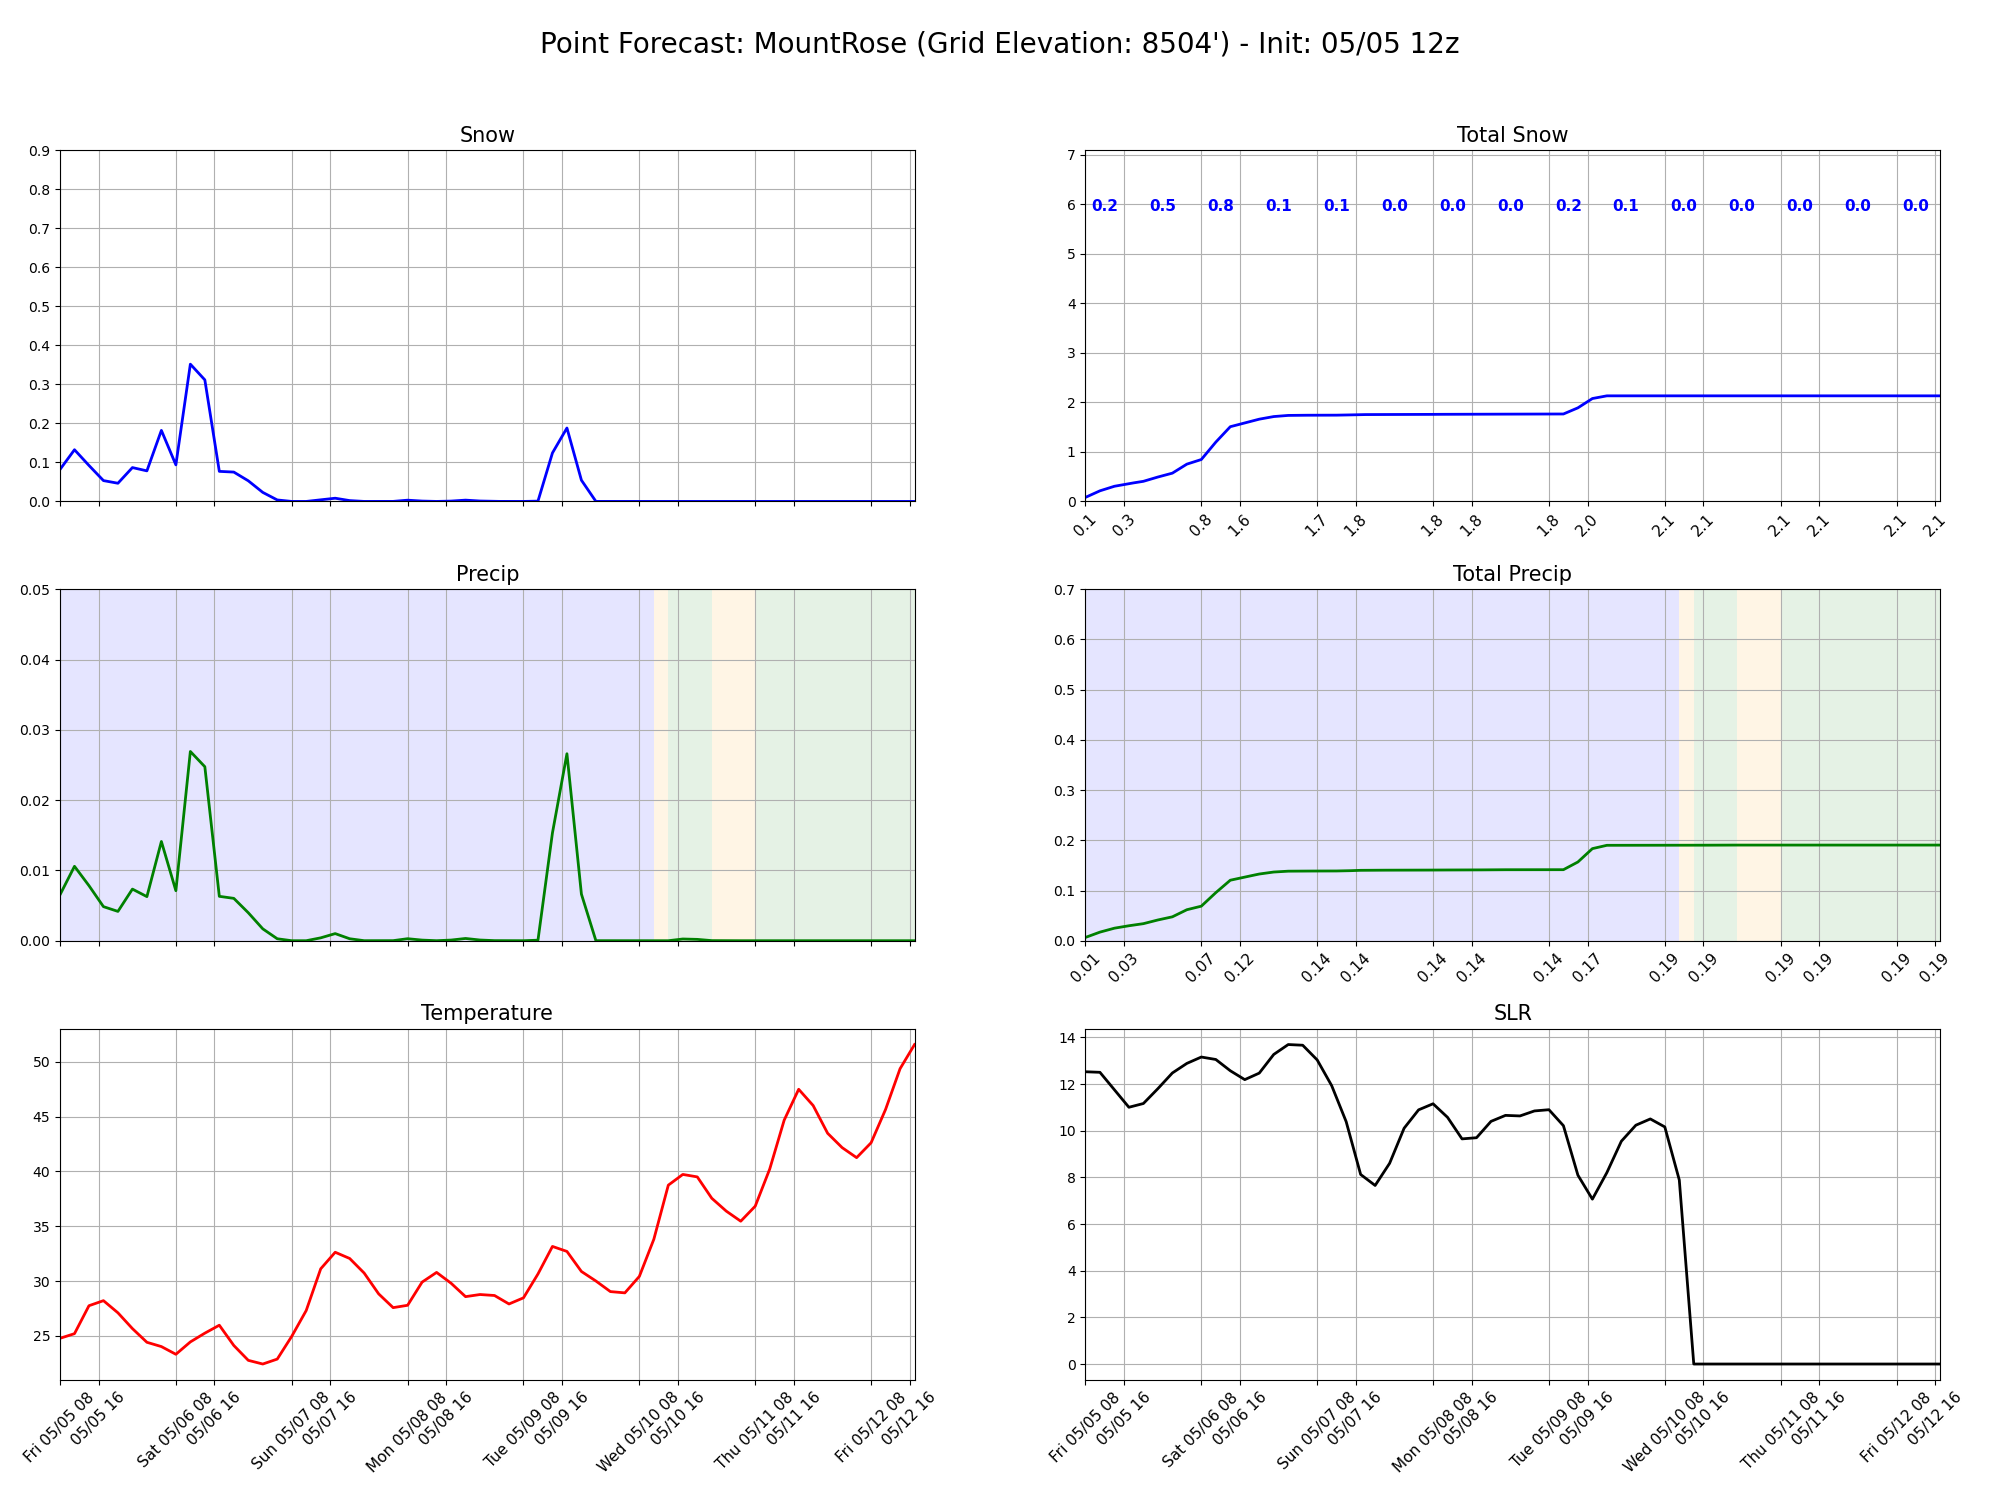 Point Forecast: MountRose (Grid Elevation: 8504') - Init: 05/05 12z
Snow
0.9
0.8
0.7
0.6
0.5
0.4
0.3
0.2
0.1
0.0
Total Snow
7
6
5
4
3
2
1
0
0.2 0.5 0.8 0.1 0.1 0.0 0.0 0.0 0.2 0.1 0.0 0.0 0.0 0.0 0.0
0.1 0.3 0.8 1.6 1.7 1.8 1.8 1.8 1.8 2.0 2.1 2.1 2.1 2.1 2.1 2.1
Precip
0.05
0.04
0.03
0.02
0.01
0.00
Total Precip
0.7
0.6
0.5
0.4
0.3
0.2
0.1
0.0
0.01 0.03 0.07 0.12 0.14 0.14 0.14 0.14 0.14 0.17 0.19 0.19 0.19 0.19 0.19 0.19
Temperature
50
45
40
35
30
25
Fri 05/05 08
05/05 16
Sat 05/06 08
05/06 16
Sun 05/07 08
05/07 16
Mon 05/08 08
05/08 16
Tue 05/09 08
05/09 16
Wed 05/10 08
05/10 16
Thu 05/11 08
05/11 16
Fri 05/12 08
05/12 16
SLR
14
12
10
8
6
4
2
0
Fri 05/05 08
05/05 16
Sat 05/06 08
05/06 16
Sun 05/07 08
05/07 16
Mon 05/08 08
05/08 16
Tue 05/09 08
05/09 16
Wed 05/10 08
05/10 16
Thu 05/11 08
05/11 16
Fri 05/12 08
05/12 16